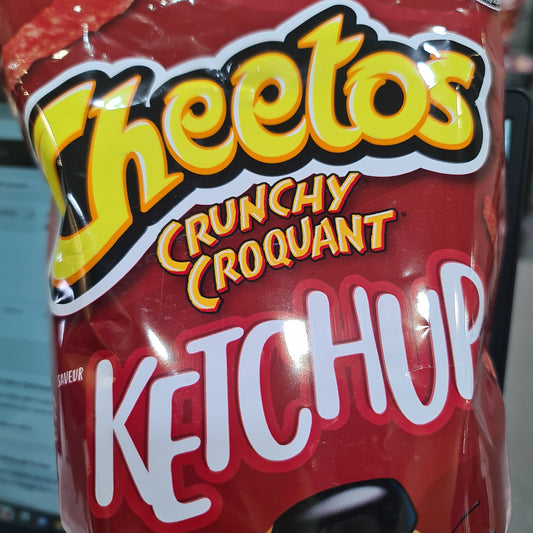 Cheetos
CRUNCHY
CROQUANT
SAVEUR
KETCHUP